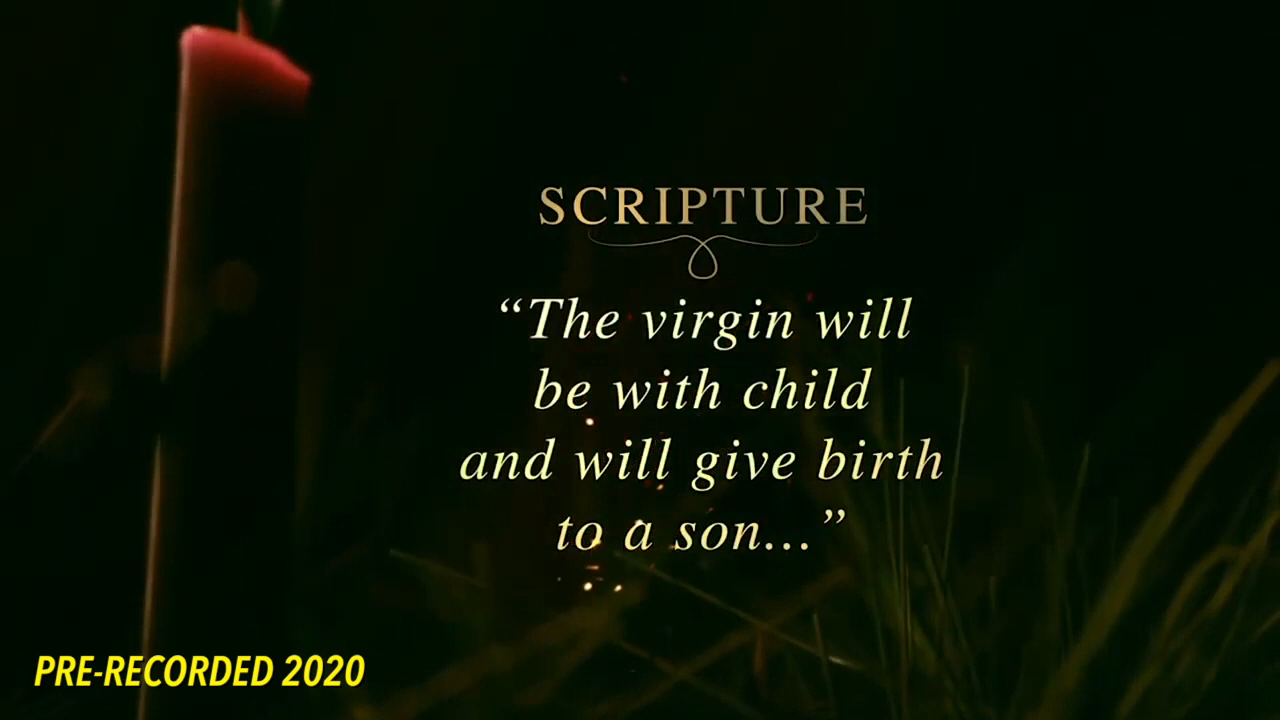 SCRIPTURE
“The virgin will
be with child
and will give birth
to a son...”
PRE-RECORDED 2020